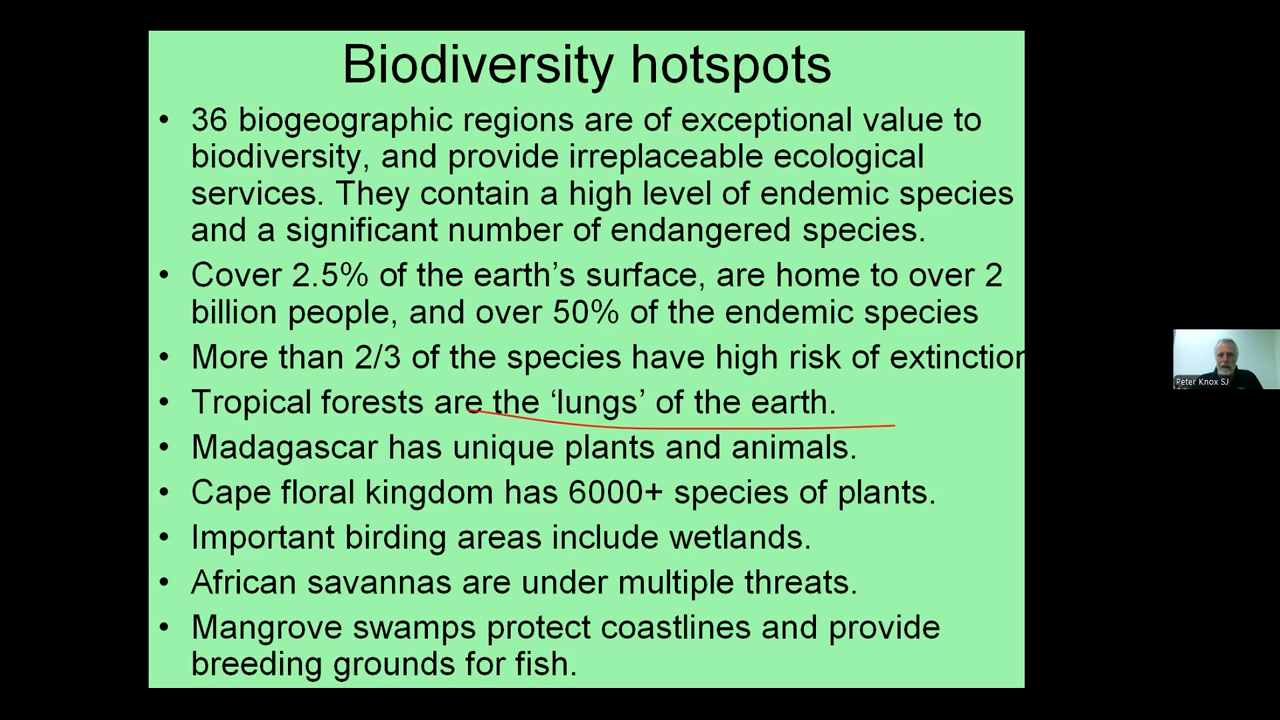 Biodiversity hotspots
• 36 biogeographic regions are of exceptional value to
biodiversity, and provide irreplaceable ecological
services. They contain a high level of endemic species
and a significant number of endangered species.
• Cover 2.5% of the earth’s surface, are home to over 2
billion people, and over 50% of the endemic species
• More than 2/3 of the species have high risk of extinction
• Tropical forests are the ‘lungs’ of the earth.
• Madagascar has unique plants and animals.
• Cape floral kingdom has 6000+ species of plants.
• Important birding areas include wetlands.
• African savannas are under multiple threats.
• Mangrove swamps protect coastlines and provide
breeding grounds for fish.
Peter Knox SJ